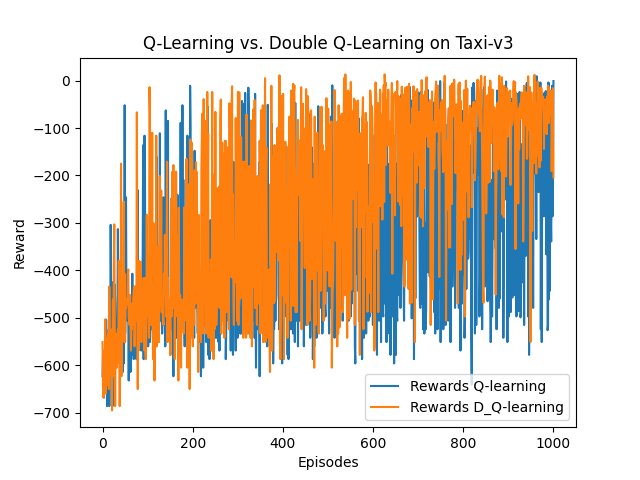 Q-Learning vs. Double Q-Learning on Taxi-v3
Reward
0
−100
−200
−300
−400
−500
−600
−700
0
200
400
600
800
1000
Episodes
Rewards Q-learning
Rewards D_Q-learning